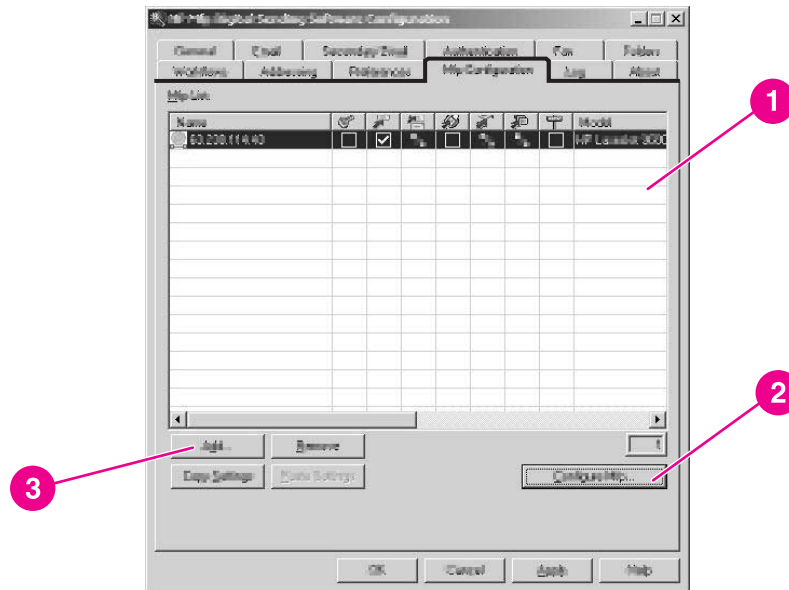 HP Mfp Digital Sending Software Configuration
General Email Secondary Email Authentication Fax Folders
Workflows Addressing Preferences Mfp Configuration Log About
Mfp List:
Name Model
HP LaserJet
1
2
3
Add... Remove 1
Copy Settings Paste Settings Configure Mfp...
OK Cancel Apply Help